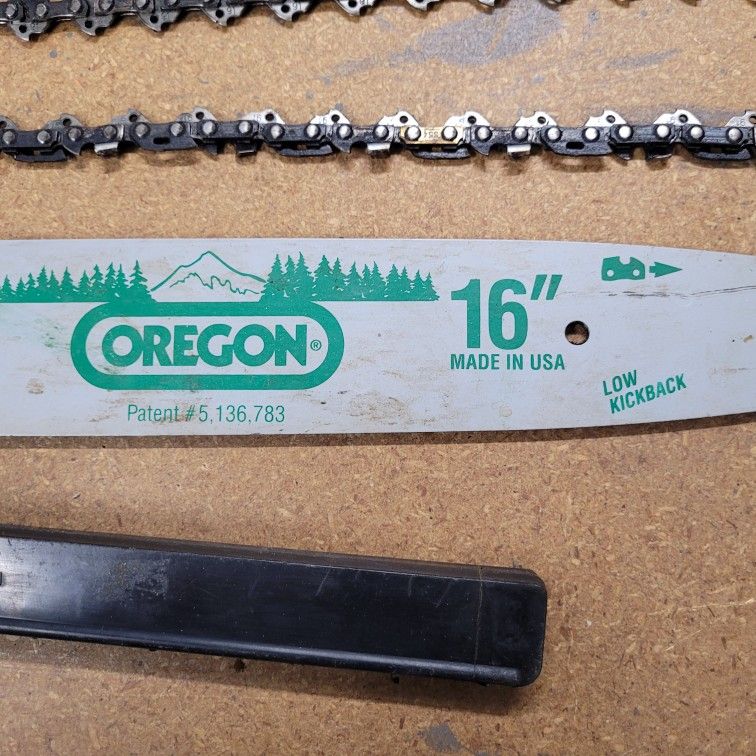 OREGON®
16"
MADE IN USA
LOW
KICKBACK
Patent # 5,136,783